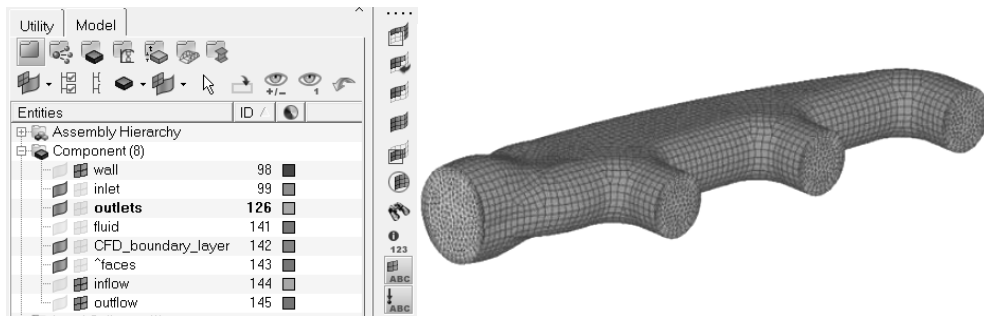 Utility Model
Entities ID
Assembly Hierarchy
Component (8)
wall 98
inlet 99
outlets 126
fluid 141
CFD_boundary_layer 142
^faces 143
inflow 144
outflow 145
+/-
1
123
ABC
ABC